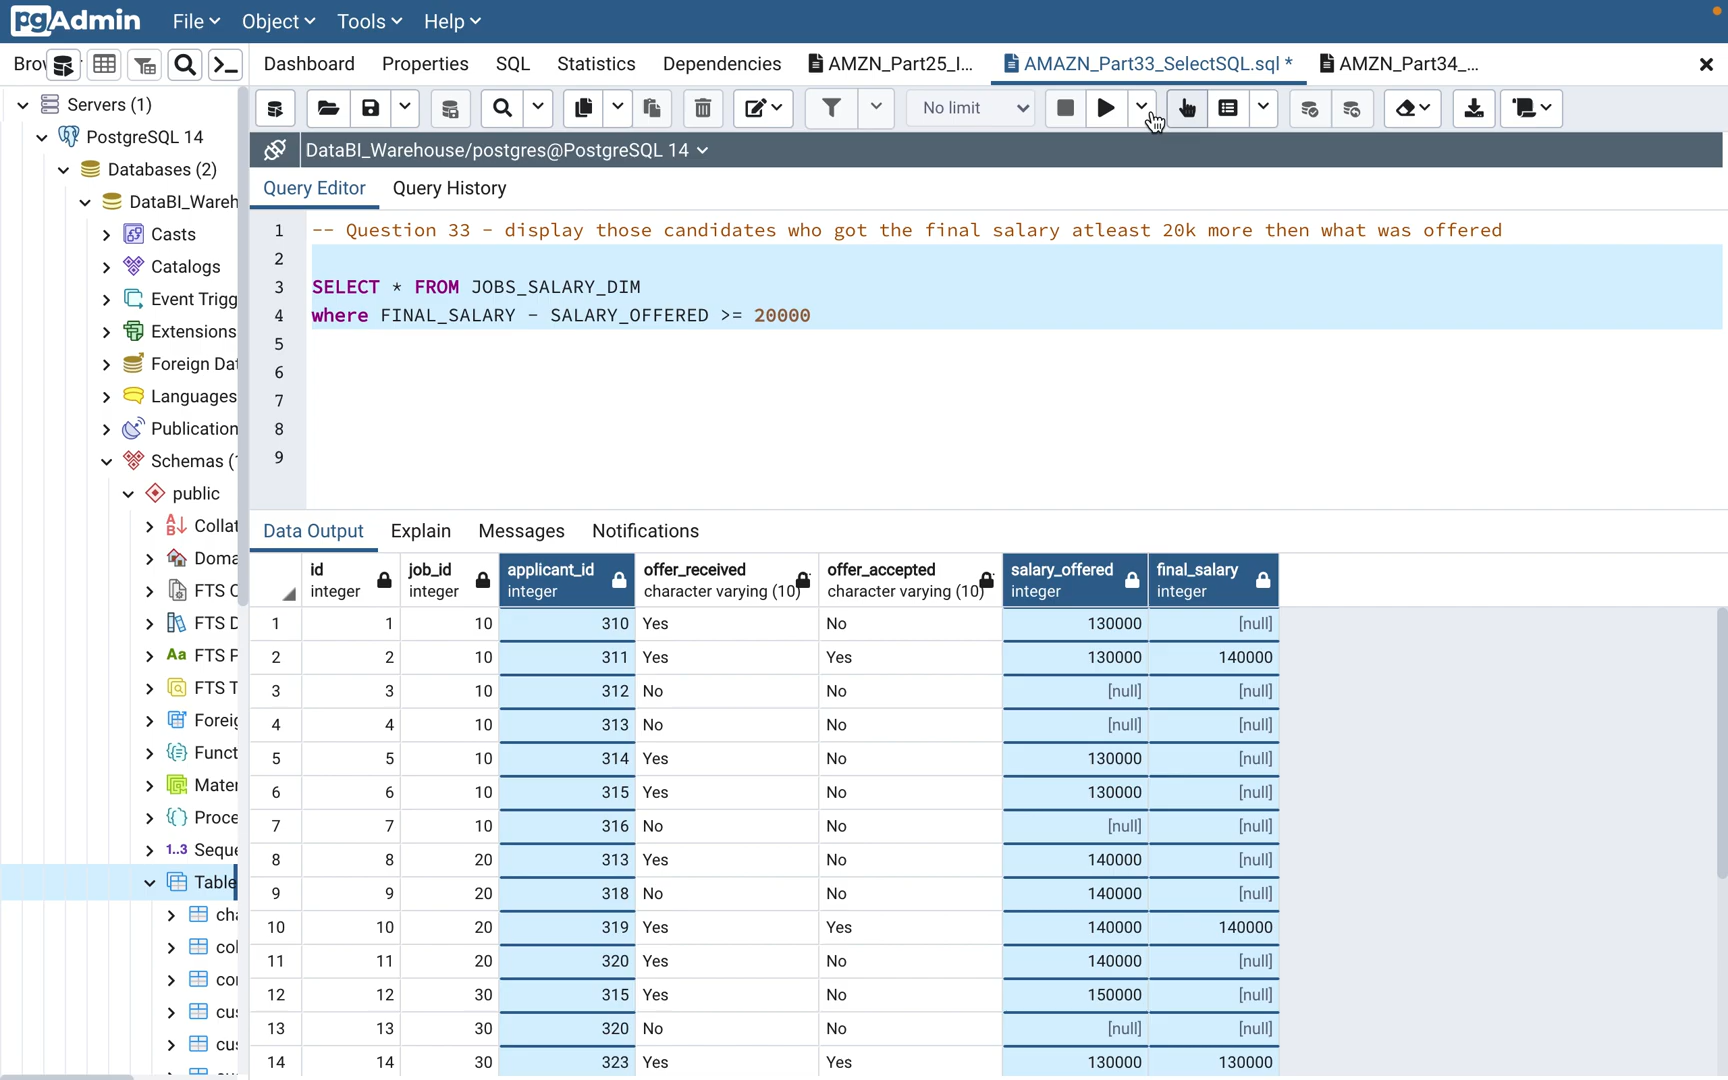 pgAdmin File Object Tools Help
Brow Dashboard Properties SQL Statistics Dependencies AMZN_Part25_I... AMAZN_Part33_SelectSQL.sql * AMZN_Part34_...
No limit
DataBI_Warehouse/postgres@PostgreSQL 14
Query Editor Query History
Servers (1)
PostgreSQL 14
Databases (2)
DataBI_Wareh
Casts
Catalogs
Event Trigg
Extensions
Foreign Dat
Languages
Publication
Schemas (1
public
Collat
Doma
FTS C
FTS D
FTS P
FTS T
Foreig
Funct
Mater
Proce
1..3 Seque
Table
cha
col
con
cus
cus
1 -- Question 33 - display those candidates who got the final salary atleast 20k more then what was offered
2
3 SELECT * FROM JOBS_SALARY_DIM
4 where FINAL_SALARY - SALARY_OFFERED >= 20000
5
6
7
8
9
Data Output Explain Messages Notifications
id job_id applicant_id offer_received offer_accepted salary_offered final_salary
integer integer integer character varying (10) character varying (10) integer integer
1 1 10 310 Yes No 130000 [null]
2 2 10 311 Yes Yes 130000 140000
3 3 10 312 No No [null] [null]
4 4 10 313 No No [null] [null]
5 5 10 314 Yes No 130000 [null]
6 6 10 315 Yes No 130000 [null]
7 7 10 316 No No [null] [null]
8 8 20 313 Yes No 140000 [null]
9 9 20 318 No No 140000 [null]
10 10 20 319 Yes Yes 140000 140000
11 11 20 320 Yes No 140000 [null]
12 12 30 315 Yes No 150000 [null]
13 13 30 320 No No [null] [null]
14 14 30 323 Yes Yes 130000 130000